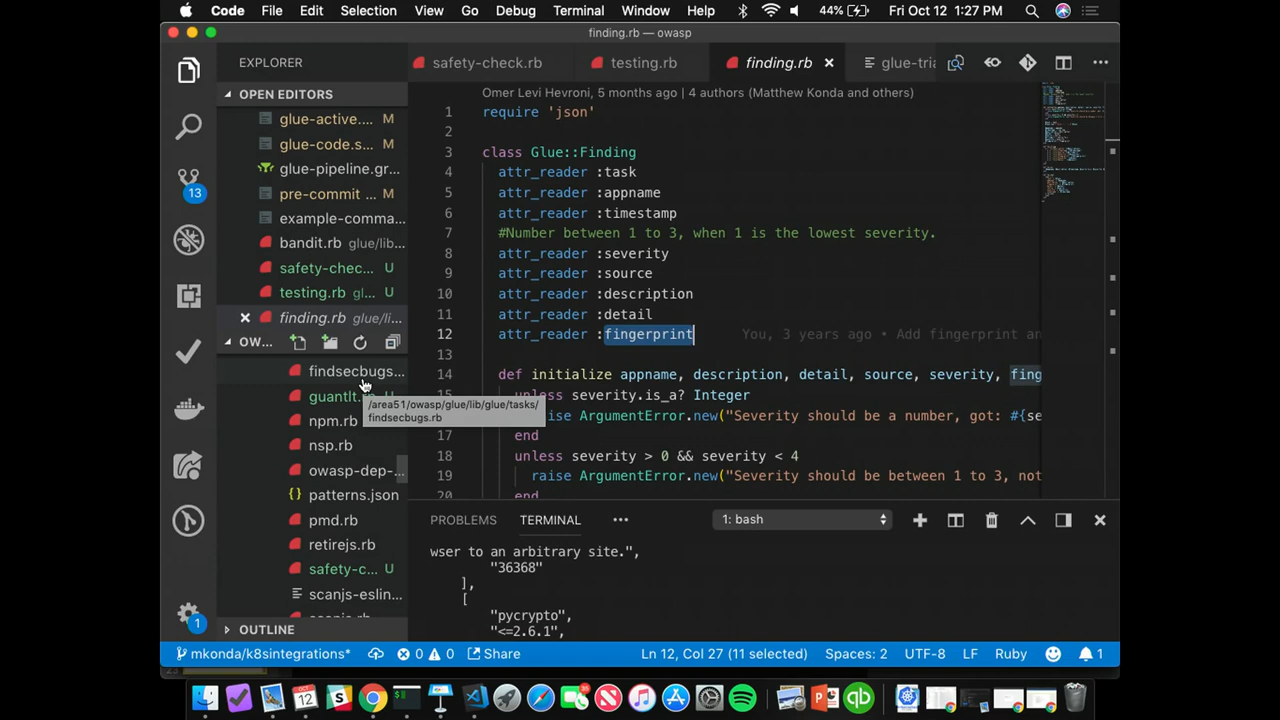 Code File Edit Selection View Go Debug Terminal Window Help 44% Fri Oct 12 1:27 PM
finding.rb — owasp
EXPLORER
safety-check.rb testing.rb finding.rb × glue-tri
OPEN EDITORS
glue-active... M
glue-code.s... M
glue-pipeline.gr...
pre-commit ... M
example-comma...
bandit.rb glue/lib...
safety-chec... U
testing.rb gl... U
finding.rb glue/li...
OW...
findsecbugs...
npm.rb
nsp.rb
owasp-dep-...
{} patterns.json
pmd.rb
retirejs.rb
safety-c... U
scanjs-eslin...
OUTLINE
/area51/owasp/glue/lib/glue/tasks/
findsecbugs.rb
13
1
Omer Levi Hevroni, 5 months ago | 4 authors (Matthew Konda and others)
1 require 'json'
2
3 class Glue::Finding
4 attr_reader :task
5 attr_reader :appname
6 attr_reader :timestamp
7 #Number between 1 to 3, when 1 is the lowest severity.
8 attr_reader :severity
9 attr_reader :source
10 attr_reader :description
11 attr_reader :detail
12 attr_reader :fingerprint You, 3 years ago • Add fingerprint an
13
14 def initialize appname, description, detail, source, severity, fing
unless severity.is_a? Integer
ise ArgumentError.new("Severity should be a number, got: #{se
17 end
18 unless severity > 0 && severity < 4
19 raise ArgumentError.new("Severity should be between 1 to 3, not
20 end
PROBLEMS TERMINAL ... 1: bash
wser to an arbitrary site.",
"36368"
],
[
"pycrypto",
"<=2.6.1",
mkonda/k8sintegrations* 0 0 Share Ln 12, Col 27 (11 selected) Spaces: 2 UTF-8 LF Ruby 1